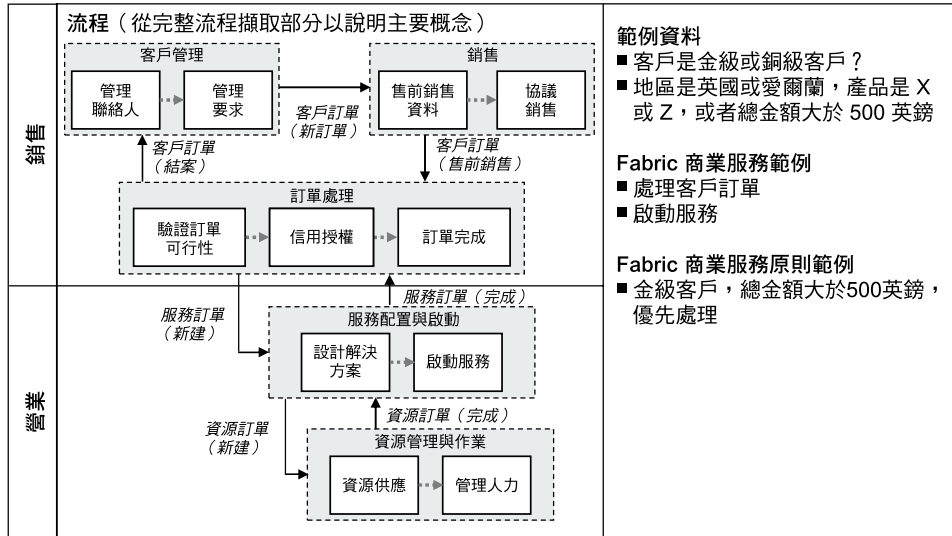 流程（從完整流程擷取部分以說明主要概念）
銷售
客戶管理
管理
聯絡人
管理
要求
客戶訂單
（新訂單）
銷售
售前銷售
資料
協議
銷售
客戶訂單
（結案）
客戶訂單
（售前銷售）
訂單處理
驗證訂單
可行性
信用授權
訂單完成
營業
服務訂單
（新建）
服務訂單（完成）
服務配置與啟動
設計解決
方案
啟動服務
資源訂單
（新建）
資源訂單（完成）
資源管理與作業
資源供應
管理人力
範例資料
■ 客戶是金級或銅級客戶？
■ 地區是英國或愛爾蘭，產品是 X
或 Z，或者總金額大於 500 英鎊
Fabric 商業服務範例
■ 處理客戶訂單
■ 啟動服務
Fabric 商業服務原則範例
■ 金級客戶，總金額大於500英鎊，
優先處理